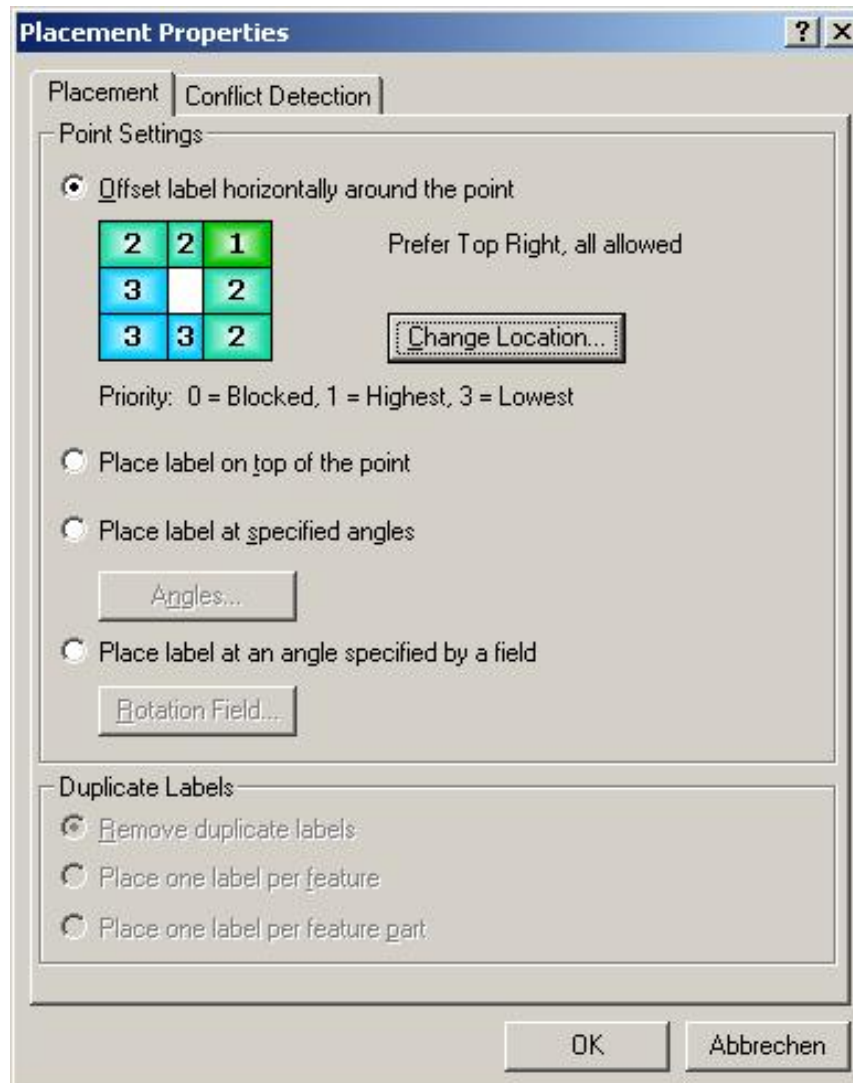 Placement Properties
Placement Conflict Detection
Point Settings
Offset label horizontally around the point
2 2 1 Prefer Top Right, all allowed
3 2
3 3 2 Change Location...
Priority: 0 = Blocked, 1 = Highest, 3 = Lowest
Place label on top of the point
Place label at specified angles
Angles...
Place label at an angle specified by a field
Rotation Field...
Duplicate Labels
Remove duplicate labels
Place one label per feature
Place one label per feature part
OK Abbrechen